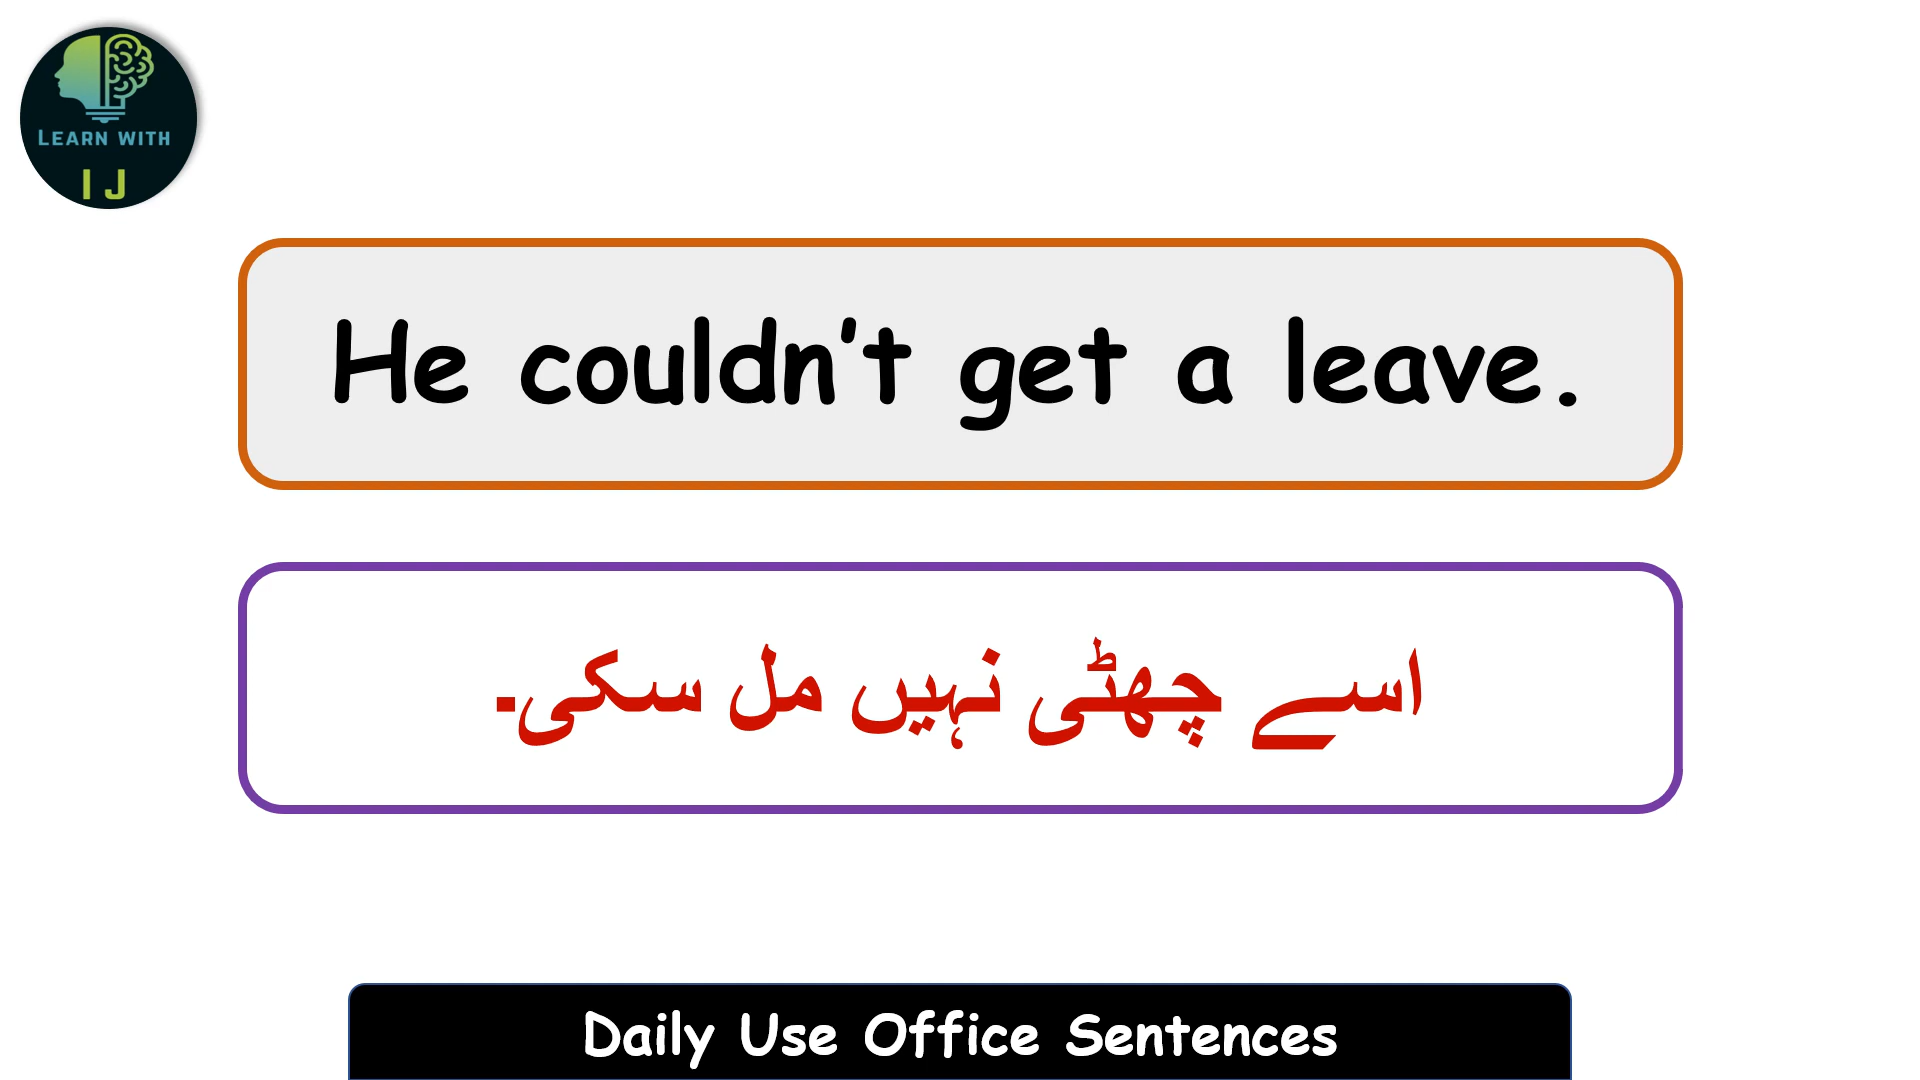 LEARN WITH
IJ
He couldn’t get a leave.
اسے چھٹی نہیں مل سکی۔
Daily Use Office Sentences